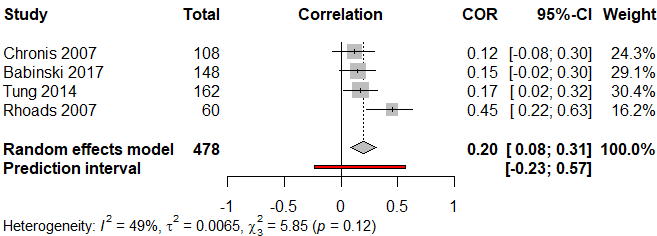 Study Total Correlation COR 95%-CI Weight
Chronis 2007 108 0.12 [-0.08; 0.30] 24.3%
Babinski 2017 148 0.15 [-0.02; 0.30] 29.1%
Tung 2014 162 0.17 [ 0.02; 0.32] 30.4%
Rhoads 2007 60 0.45 [ 0.22; 0.63] 16.2%
Random effects model 478 0.20 [ 0.08; 0.31] 100.0%
Prediction interval [-0.23; 0.57]
-1 -0.5 0 0.5 1
Heterogeneity: I² = 49%, τ² = 0.0065, χ²₃ = 5.85 (p = 0.12)